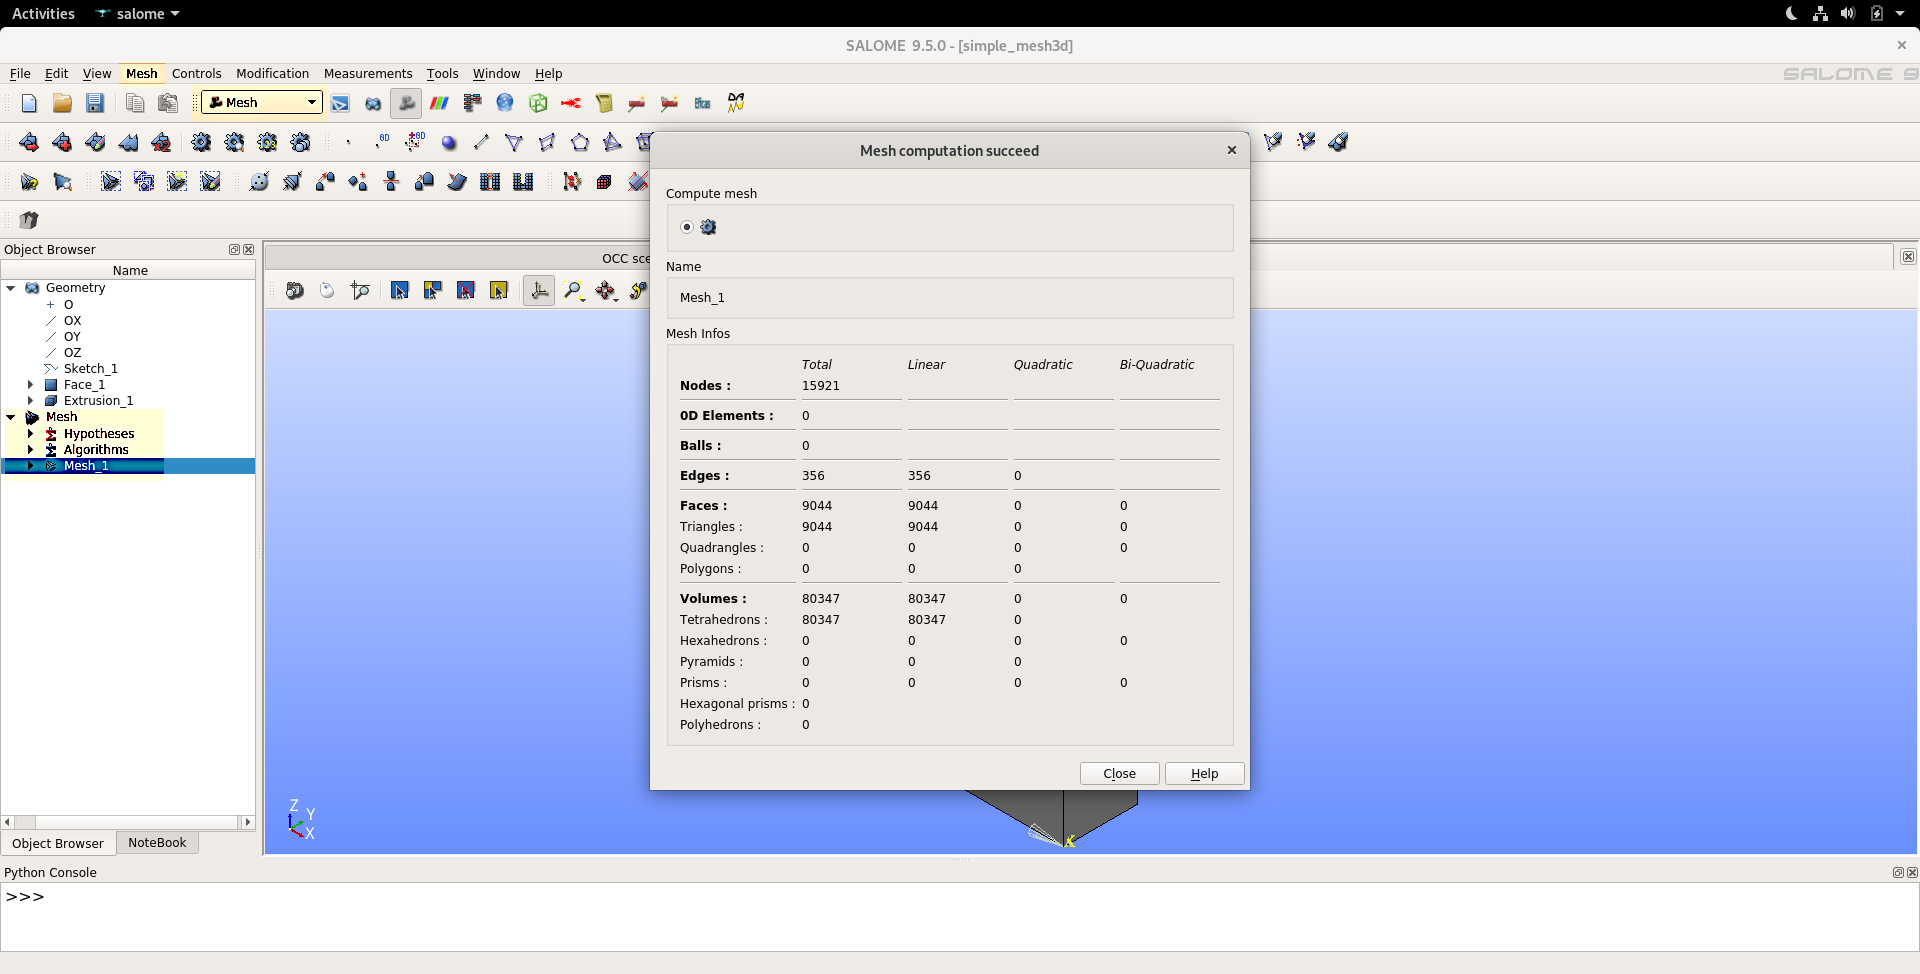 Activities salome
SALOME 9.5.0 - [simple_mesh3d]
File Edit View Mesh Controls Modification Measurements Tools Window Help
SALOME 9
Mesh
Eficas
0D 0D
Object Browser
Name
Geometry
O
OX
OY
OZ
Sketch_1
Face_1
Extrusion_1
Mesh
Hypotheses
Algorithms
Mesh_1
Object Browser NoteBook
OCC sce
Z
Y
X
X
Mesh computation succeed
Compute mesh
Name
Mesh_1
Mesh Infos
Total Linear Quadratic Bi-Quadratic
Nodes : 15921
0D Elements : 0
Balls : 0
Edges : 356 356 0
Faces : 9044 9044 0 0
Triangles : 9044 9044 0 0
Quadrangles : 0 0 0 0
Polygons : 0 0 0
Volumes : 80347 80347 0 0
Tetrahedrons : 80347 80347 0
Hexahedrons : 0 0 0 0
Pyramids : 0 0 0
Prisms : 0 0 0 0
Hexagonal prisms : 0
Polyhedrons : 0
Close Help
Python Console
>>>